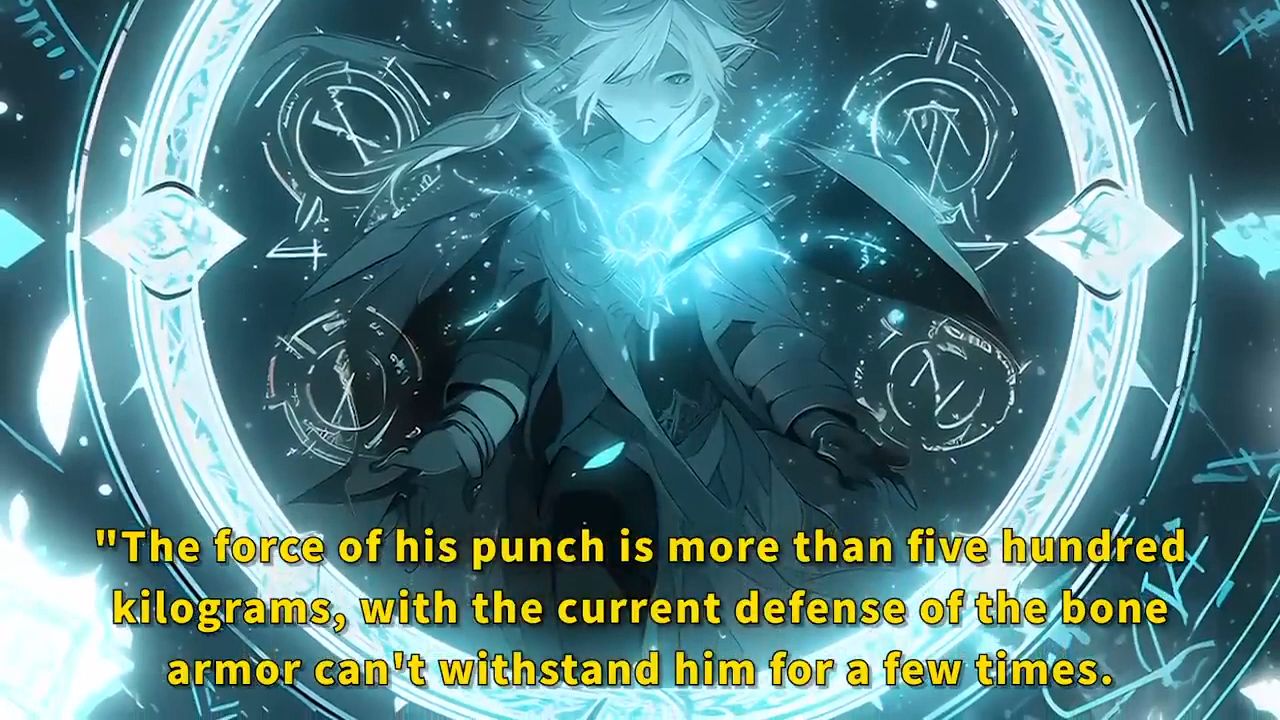 "The force of his punch is more than five hundred
kilograms, with the current defense of the bone
armor can't withstand him for a few times.